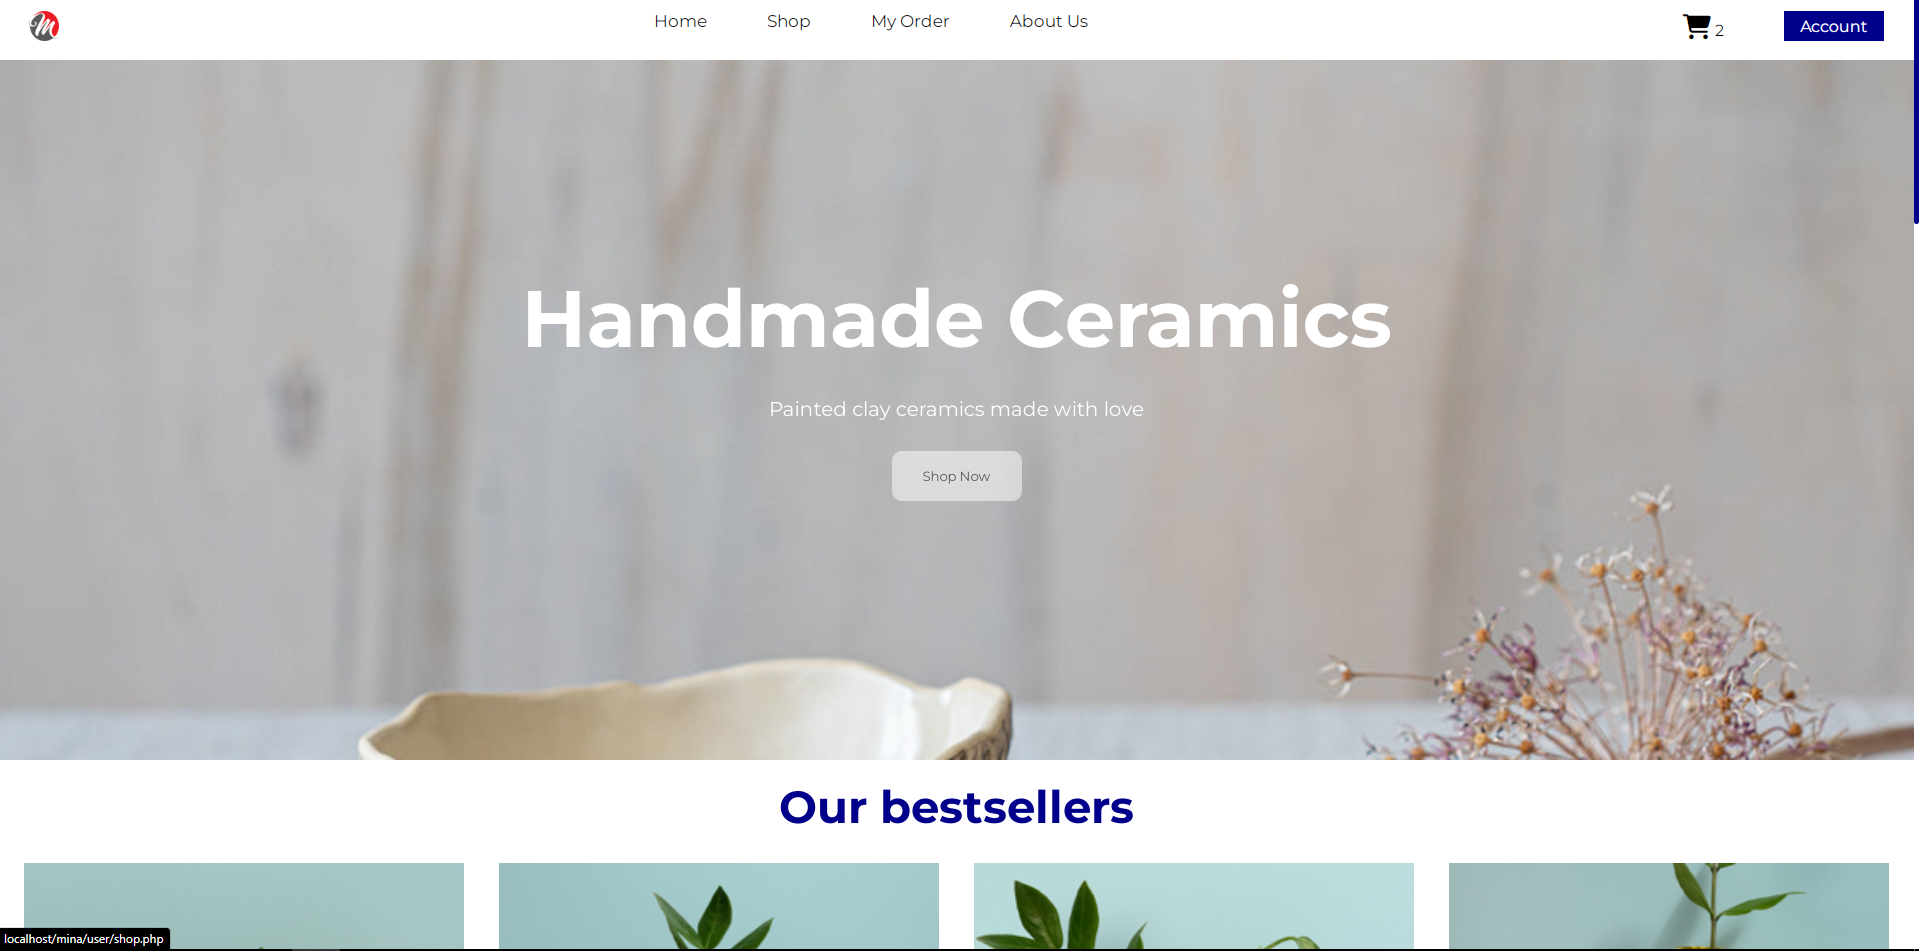 M
Home Shop My Order About Us 2 Account
Handmade Ceramics
Painted clay ceramics made with love
Shop Now
Our bestsellers
localhost/mina/user/shop.php